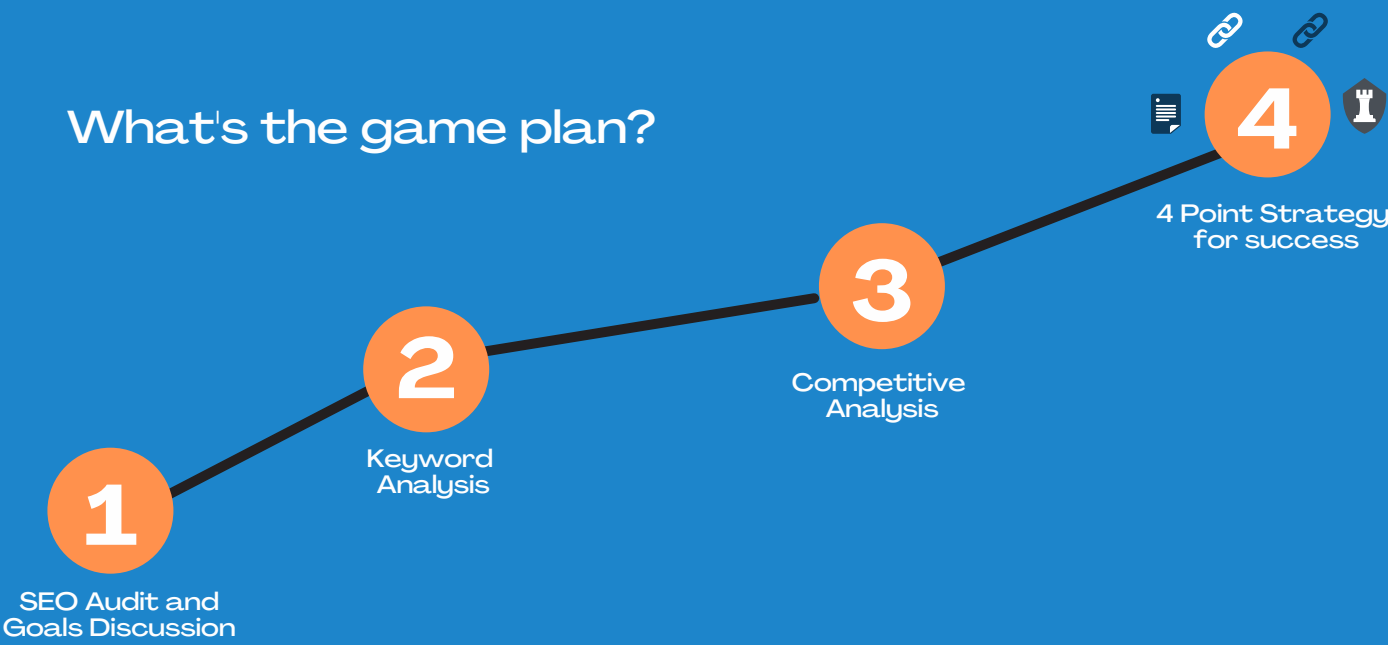 What's the game plan?
1
SEO Audit and
Goals Discussion
2
Keyword
Analysis
3
Competitive
Analysis
4
4 Point Strategy
for success